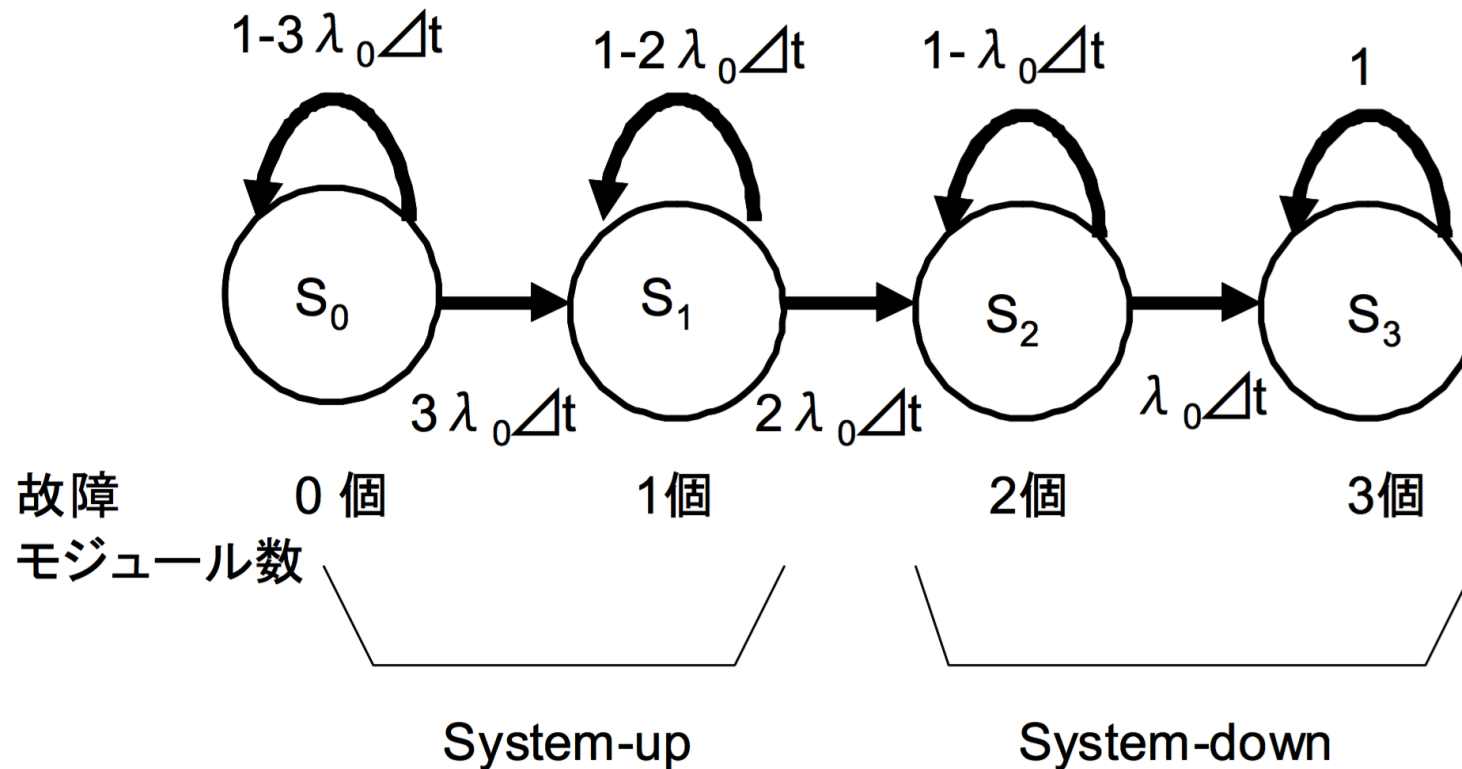 1-3λ₀⊿t 1-2λ₀⊿t 1-λ₀⊿t 1
S₀ S₁ S₂ S₃
3λ₀⊿t 2λ₀⊿t λ₀⊿t
故障 0 個 1個 2個 3個
モジュール数
System-up System-down